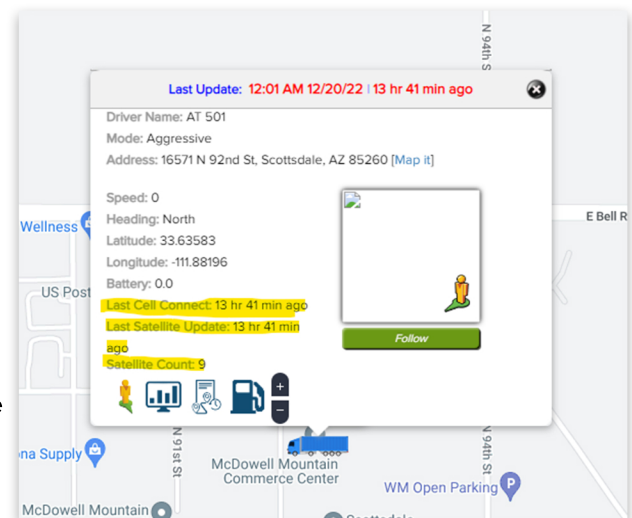 N 94th S
Last Update: 12:01 AM 12/20/22 | 13 hr 41 min ago
Driver Name: AT 501
Mode: Aggressive
Address: 16571 N 92nd St, Scottsdale, AZ 85260 [Map it]
Speed: 0
Heading: North
Latitude: 33.63583
Longitude: -111.88196
Battery: 0.0
Last Cell Connect: 13 hr 41 min ago
Last Satellite Update: 13 hr 41 min
ago
Satellite Count: 9
Follow
+
−
Wellness
E Bell R
US Post
e
N 91st St
N 94th St
na Supply
McDowell Mountain
Commerce Center
WM Open Parking
P
McDowell Mountain